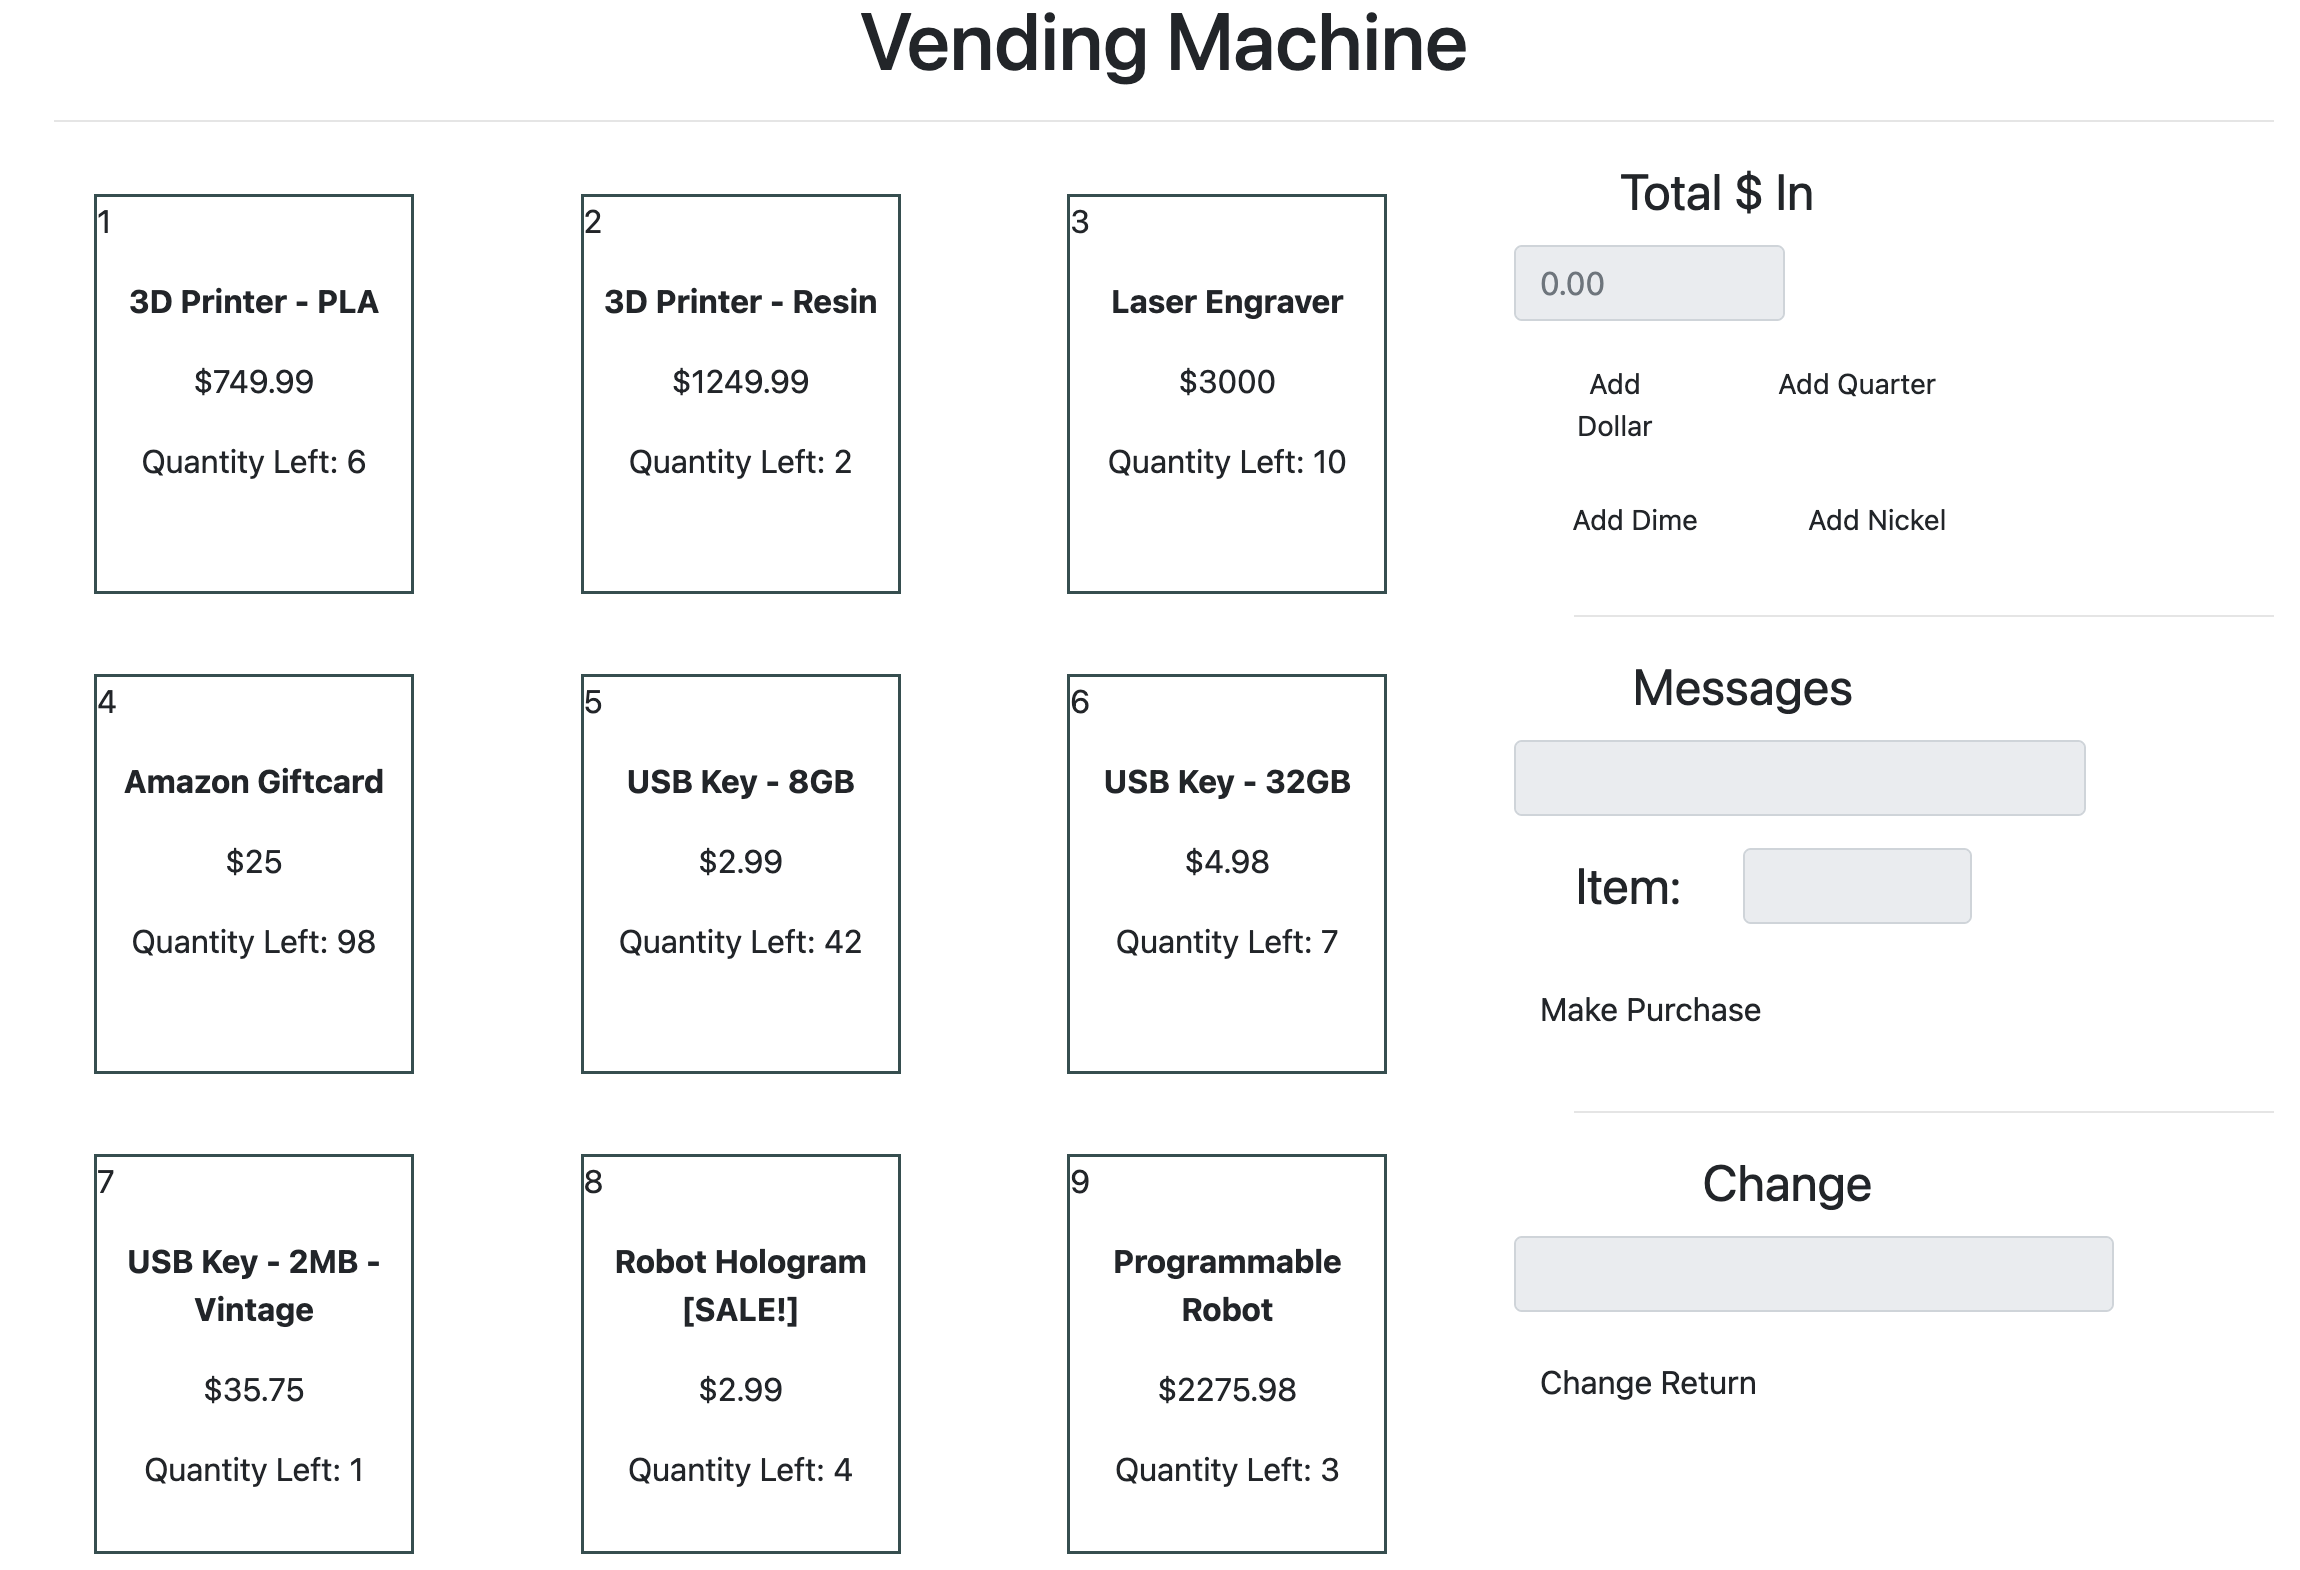 Vending Machine
1
3D Printer - PLA
$749.99
Quantity Left: 6
2
3D Printer - Resin
$1249.99
Quantity Left: 2
3
Laser Engraver
$3000
Quantity Left: 10
4
Amazon Giftcard
$25
Quantity Left: 98
5
USB Key - 8GB
$2.99
Quantity Left: 42
6
USB Key - 32GB
$4.98
Quantity Left: 7
7
USB Key - 2MB -
Vintage
$35.75
Quantity Left: 1
8
Robot Hologram
[SALE!]
$2.99
Quantity Left: 4
9
Programmable
Robot
$2275.98
Quantity Left: 3
Total $ In
0.00
Add
Dollar
Add Quarter
Add Dime
Add Nickel
Messages
Item:
Make Purchase
Change
Change Return